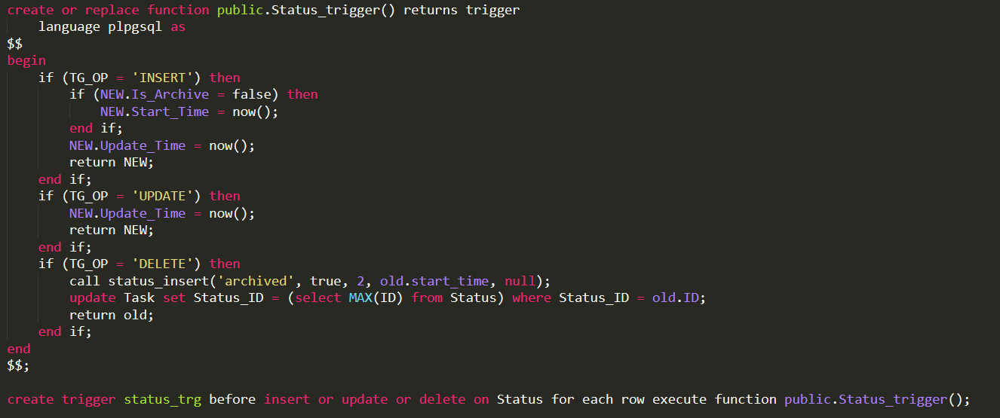 create or replace function public.Status_trigger() returns trigger
    language plpgsql as
$$
begin
    if (TG_OP = 'INSERT') then
        if (NEW.Is_Archive = false) then
            NEW.Start_Time = now();
        end if;
        NEW.Update_Time = now();
        return NEW;
    end if;
    if (TG_OP = 'UPDATE') then
        NEW.Update_Time = now();
        return NEW;
    end if;
    if (TG_OP = 'DELETE') then
        call status_insert('archived', true, 2, old.start_time, null);
        update Task set Status_ID = (select MAX(ID) from Status) where Status_ID = old.ID;
        return old;
    end if;
end
$$;
create trigger status_trg before insert or update or delete on Status for each row execute function public.Status_trigger();